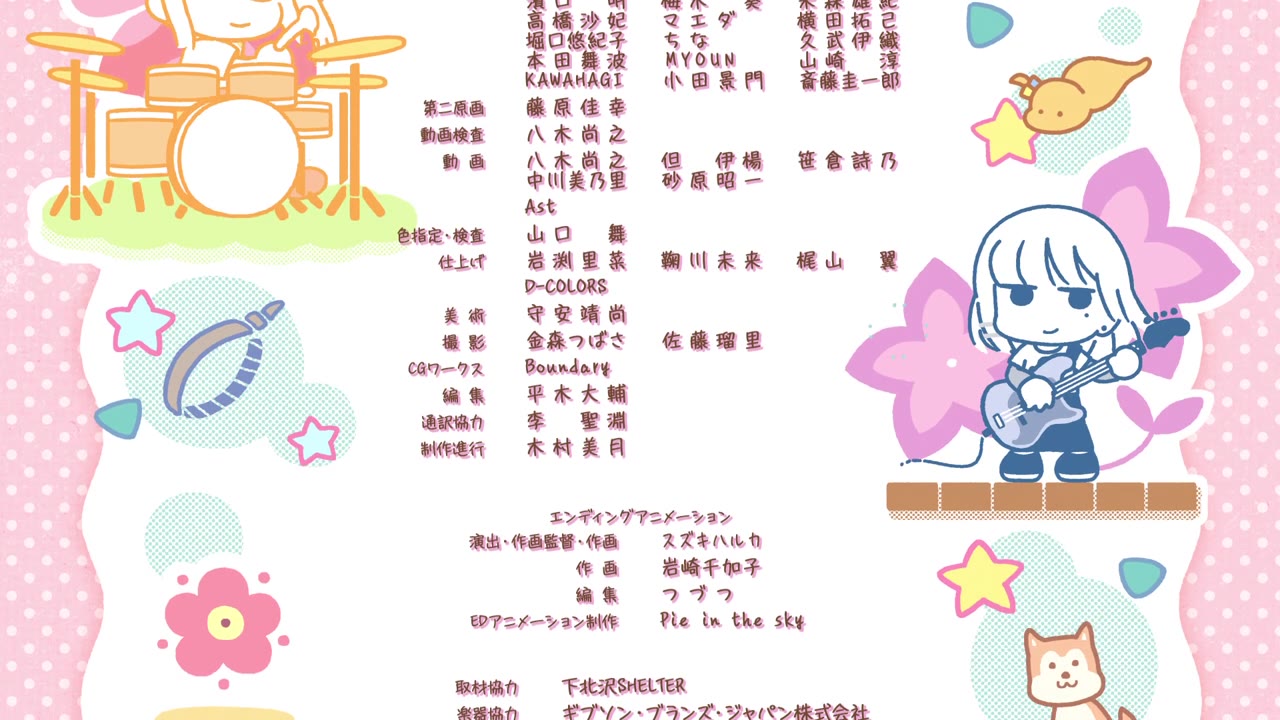 高橋沙妃 マエダ 横田拓己
堀口悠紀子 ちな 久武伊織
本田舞波 MYOUN 山崎 淳
KAWAHAGI 小田景門 斎藤圭一郎
第二原画 藤原佳幸
動画検査 八木尚之
動画 八木尚之 但 伊楊 笹倉詩乃
中川美乃里 砂原昭一
Ast
色指定・検査 山口 舞
仕上げ 岩渕里菜 鞠川未来 梶山 翼
D-COLORS
美術 守安靖尚
撮影 金森つばさ 佐藤瑠里
CGワークス Boundary
編集 平木大輔
通訳協力 李 聖淵
制作進行 木村美月
エンディングアニメーション
演出・作画監督・作画 スズキハルカ
作画 岩崎千加子
編集 つづつ
EDアニメーション制作 Pie in the sky
取材協力 下北沢SHELTER
楽器協力 ギブソン・ブランズ・ジャパン株式会社